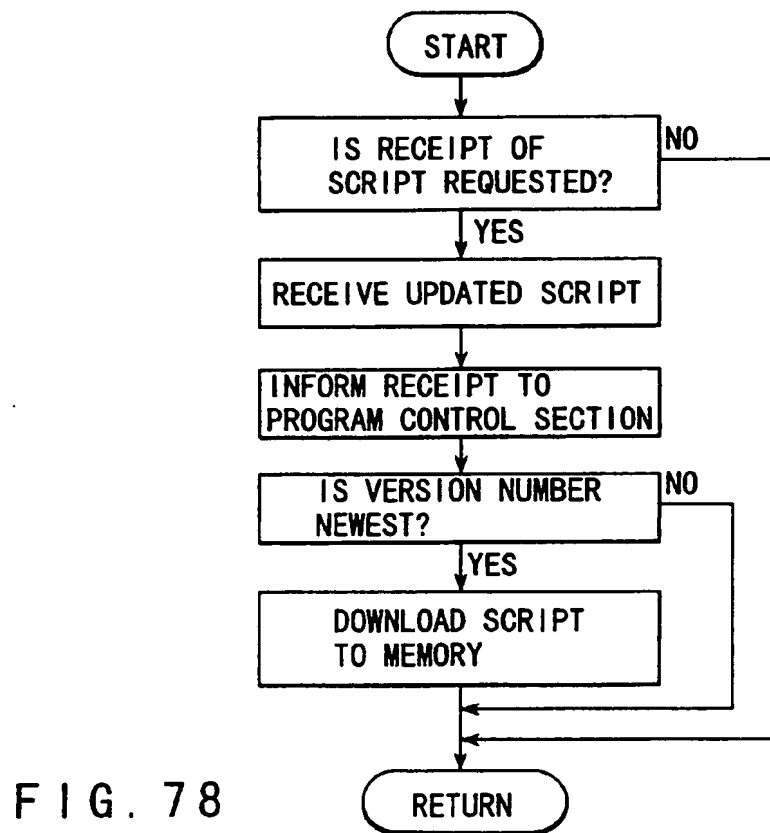 START
IS RECEIPT OF
SCRIPT REQUESTED?
NO
YES
RECEIVE UPDATED SCRIPT
INFORM RECEIPT TO
PROGRAM CONTROL SECTION
IS VERSION NUMBER
NEWEST?
NO
YES
DOWNLOAD SCRIPT
TO MEMORY
RETURN
FIG. 78